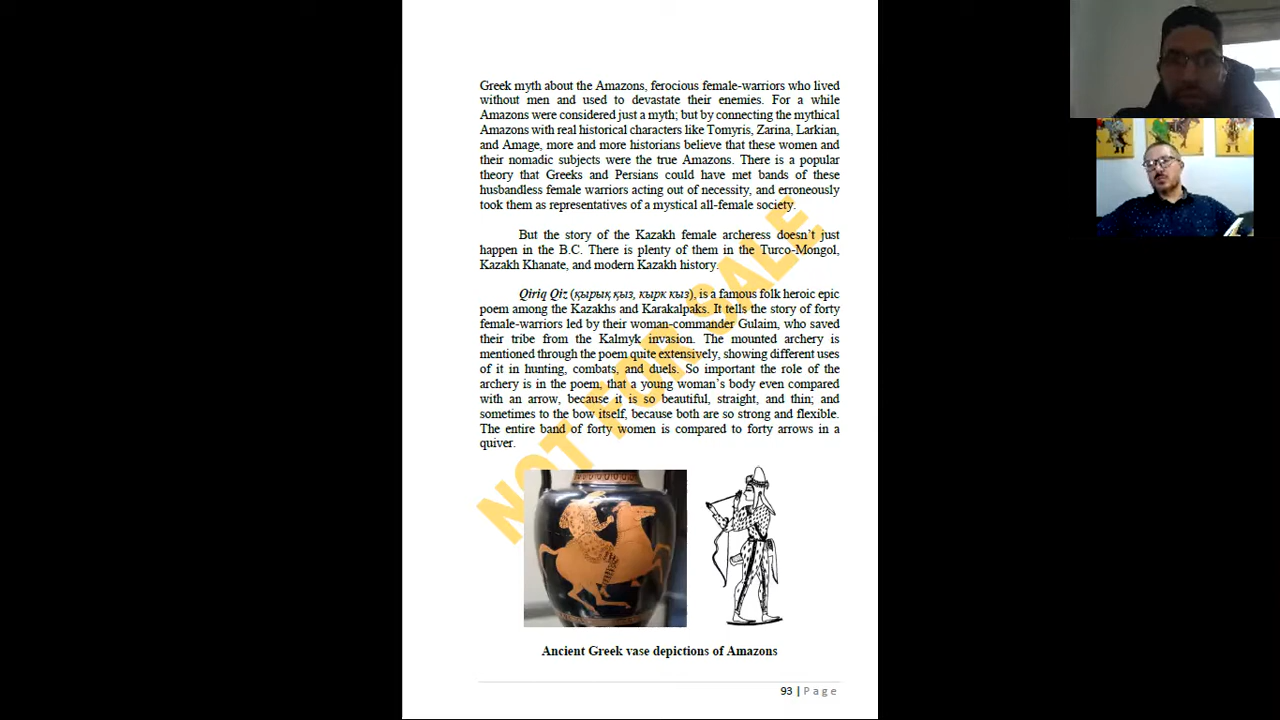 Greek myth about the Amazons, ferocious female-warriors who lived
without men and used to devastate their enemies. For a while
Amazons were considered just a myth; but by connecting the mythical
Amazons with real historical characters like Tomyris, Zarina, Larkian,
and Amage, more and more historians believe that these women and
their nomadic subjects were the true Amazons. There is a popular
theory that Greeks and Persians could have met bands of these
husbandless female warriors acting out of necessity, and erroneously
took them as representatives of a mystical all-female society.
But the story of the Kazakh female archeress doesn't just
happen in the B.C. There is plenty of them in the Turco-Mongol,
Kazakh Khanate, and modern Kazakh history.
Qiriq Qiz (қырық қыз, кырк кыз), is a famous folk heroic epic
poem among the Kazakhs and Karakalpaks. It tells the story of forty
female-warriors led by their woman-commander Gulaim, who saved
their tribe from the Kalmyk invasion. The mounted archery is
mentioned through the poem quite extensively, showing different uses
of it in hunting, combats, and duels. So important the role of the
archery is in the poem, that a young woman's body even compared
with an arrow, because it is so beautiful, straight, and thin; and
sometimes to the bow itself, because both are so strong and flexible.
The entire band of forty women is compared to forty arrows in a
quiver.
NOT FOR SALE
Ancient Greek vase depictions of Amazons
93 | Page